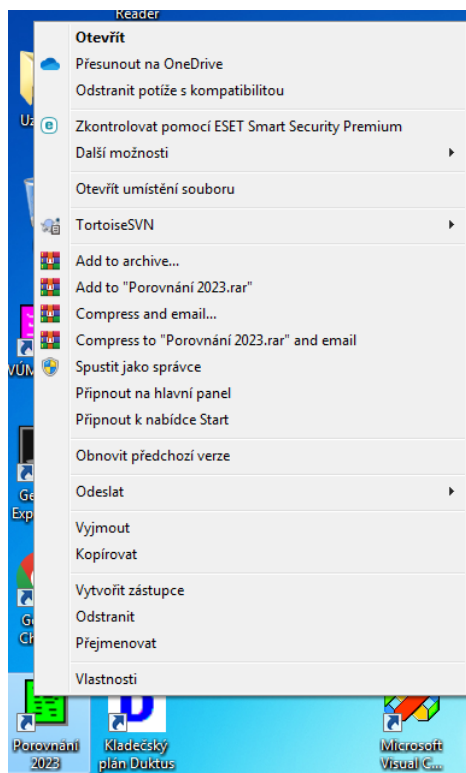 Reader
Otevřít
Přesunout na OneDrive
Odstranit potíže s kompatibilitou
Zkontrolovat pomocí ESET Smart Security Premium
Další možnosti
Otevřít umístění souboru
TortoiseSVN
Add to archive...
Add to "Porovnání 2023.rar"
Compress and email...
Compress to "Porovnání 2023.rar" and email
Spustit jako správce
Připnout na hlavní panel
Připnout k nabídce Start
Obnovit předchozí verze
Odeslat
Vyjmout
Kopírovat
Vytvořit zástupce
Odstranit
Přejmenovat
Vlastnosti
Porovnání
2023
Kladečský
plán Duktus
Microsoft
Visual C...